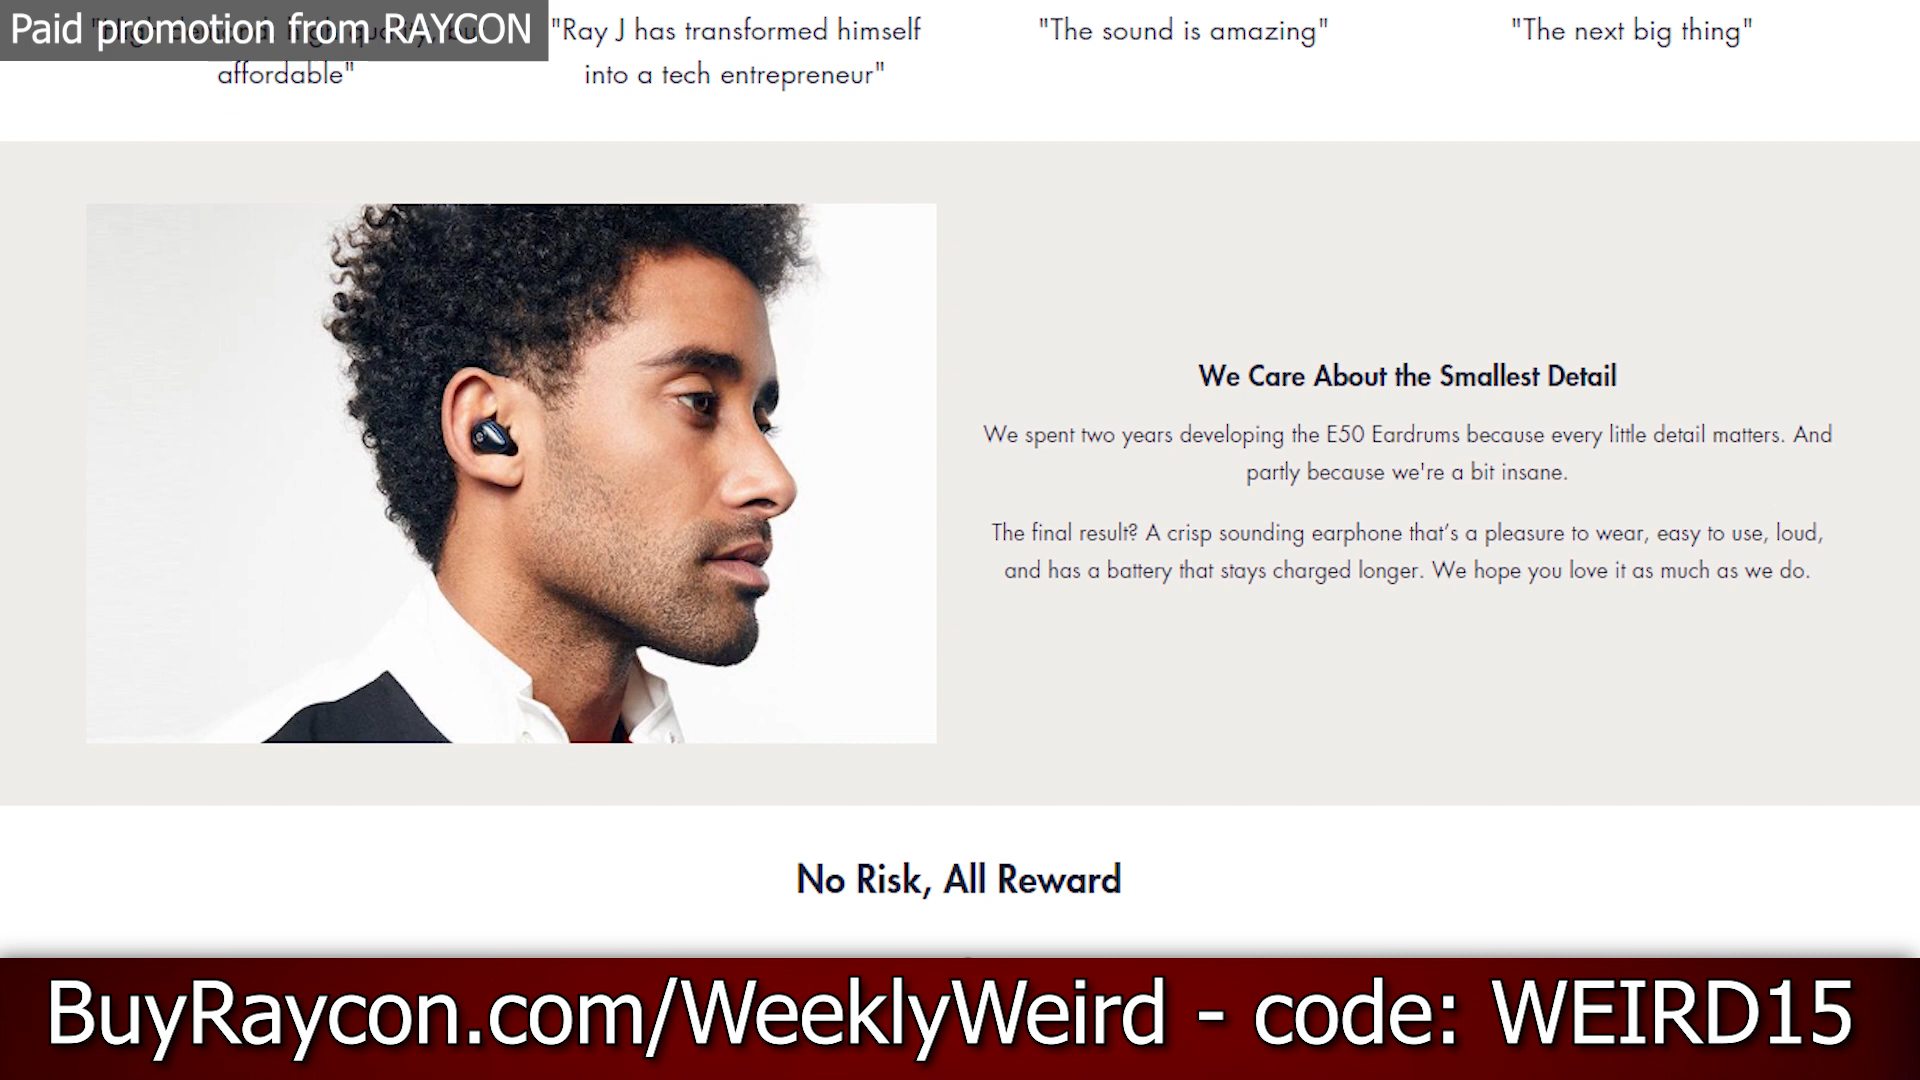 Paid promotion from RAYCON
affordable"
"Ray J has transformed himself
into a tech entrepreneur"
"The sound is amazing"
"The next big thing"
We Care About the Smallest Detail
We spent two years developing the E50 Eardrums because every little detail matters. And
partly because we're a bit insane.
The final result? A crisp sounding earphone that's a pleasure to wear, easy to use, loud,
and has a battery that stays charged longer. We hope you love it as much as we do.
No Risk, All Reward
BuyRaycon.com/WeeklyWeird - code: WEIRD15